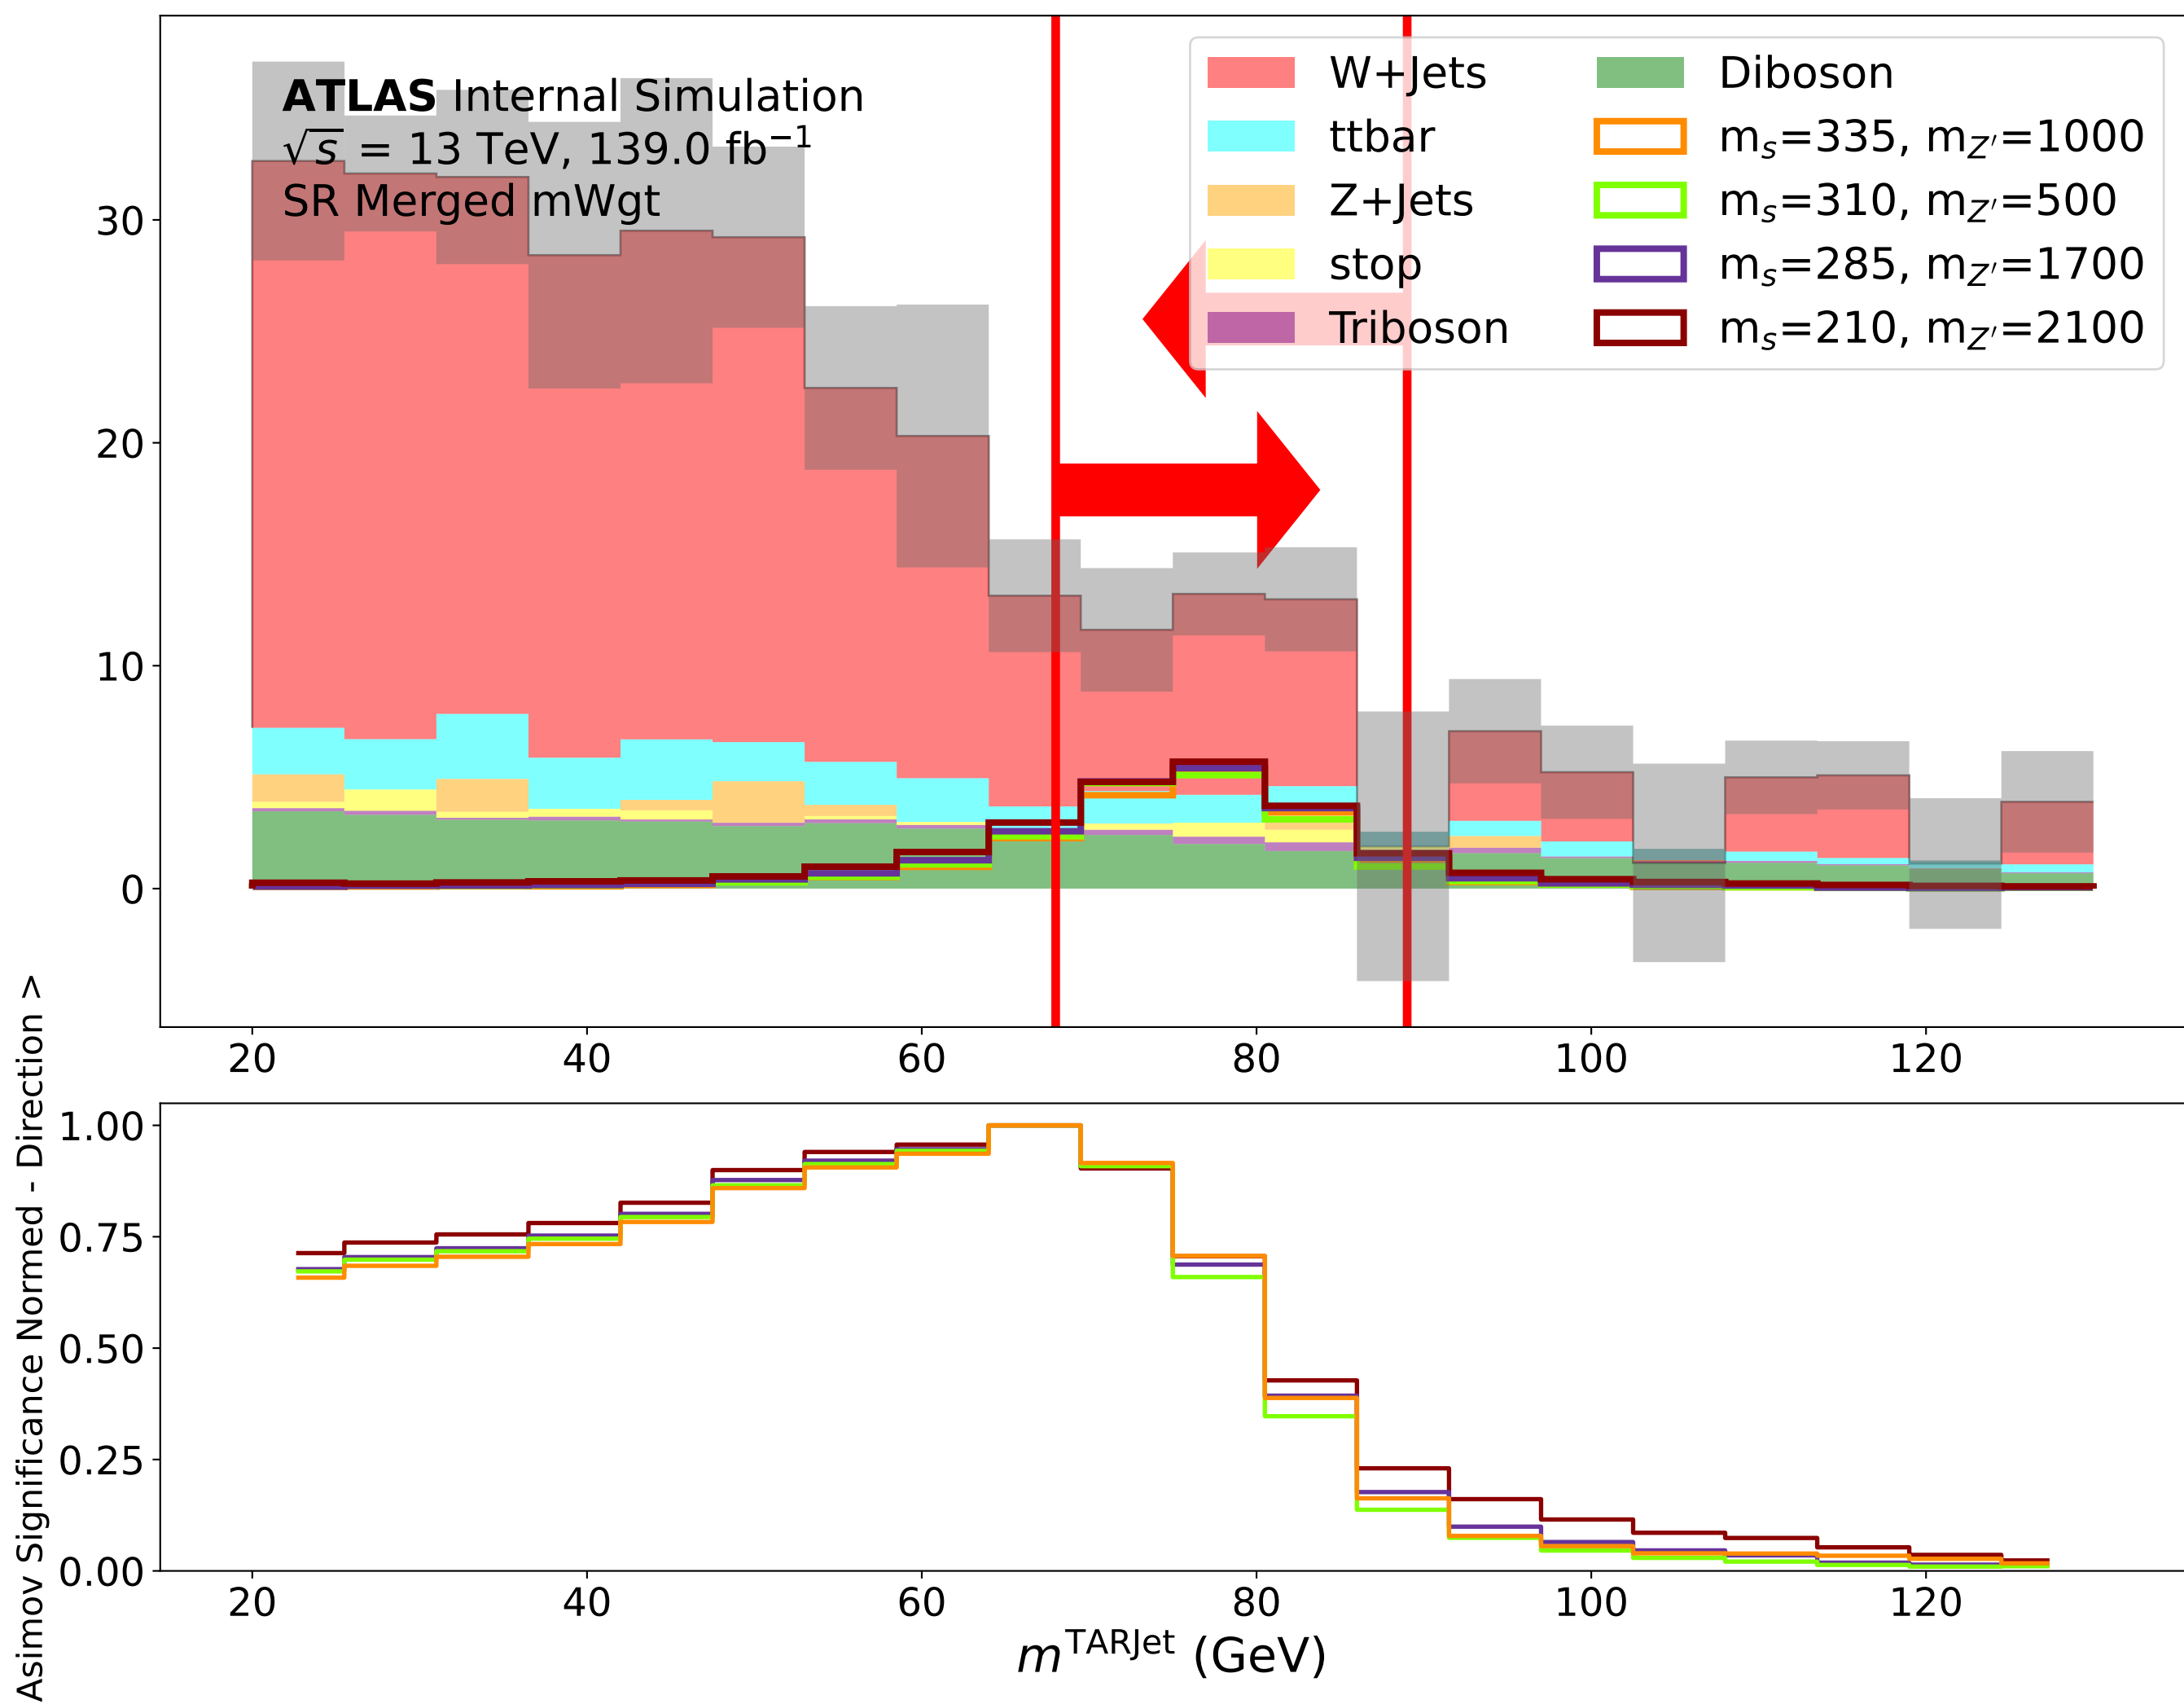 ATLAS Internal Simulation
√s = 13 TeV, 139.0 fb⁻¹
SR Merged mWgt
W+Jets
ttbar
Z+Jets
stop
Triboson
Diboson
mₛ=335, m_Z′=1000
mₛ=310, m_Z′=500
mₛ=285, m_Z′=1700
mₛ=210, m_Z′=2100
30
20
10
0
20 40 60 80 100 120
Asimov Significance Normed - Direction >
1.00
0.75
0.50
0.25
0.00
20 40 60 80 100 120
m^TARJet (GeV)